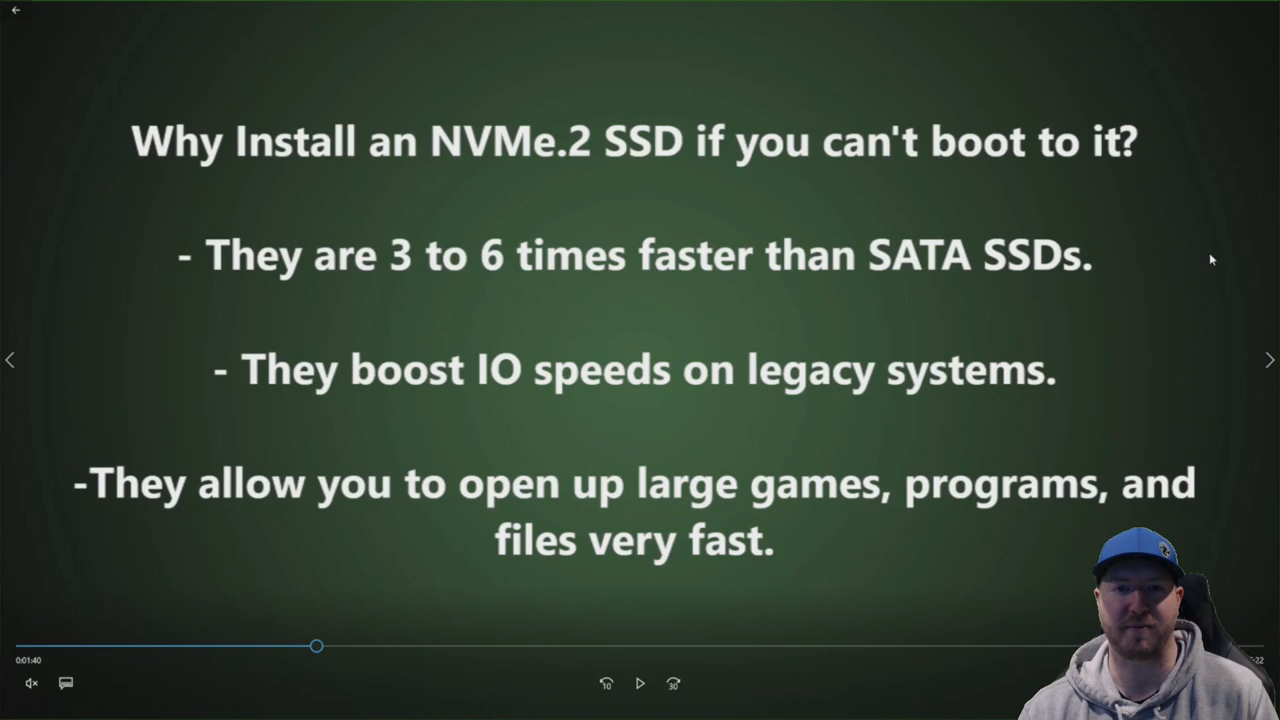 Why Install an NVMe.2 SSD if you can't boot to it?
- They are 3 to 6 times faster than SATA SSDs.
- They boost IO speeds on legacy systems.
-They allow you to open up large games, programs, and
files very fast.
0:01:40
10
30